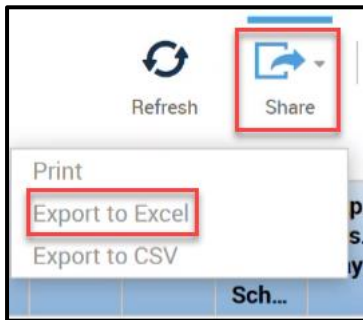 Refresh
Share
Print
Export to Excel
Export to CSV
Sch...